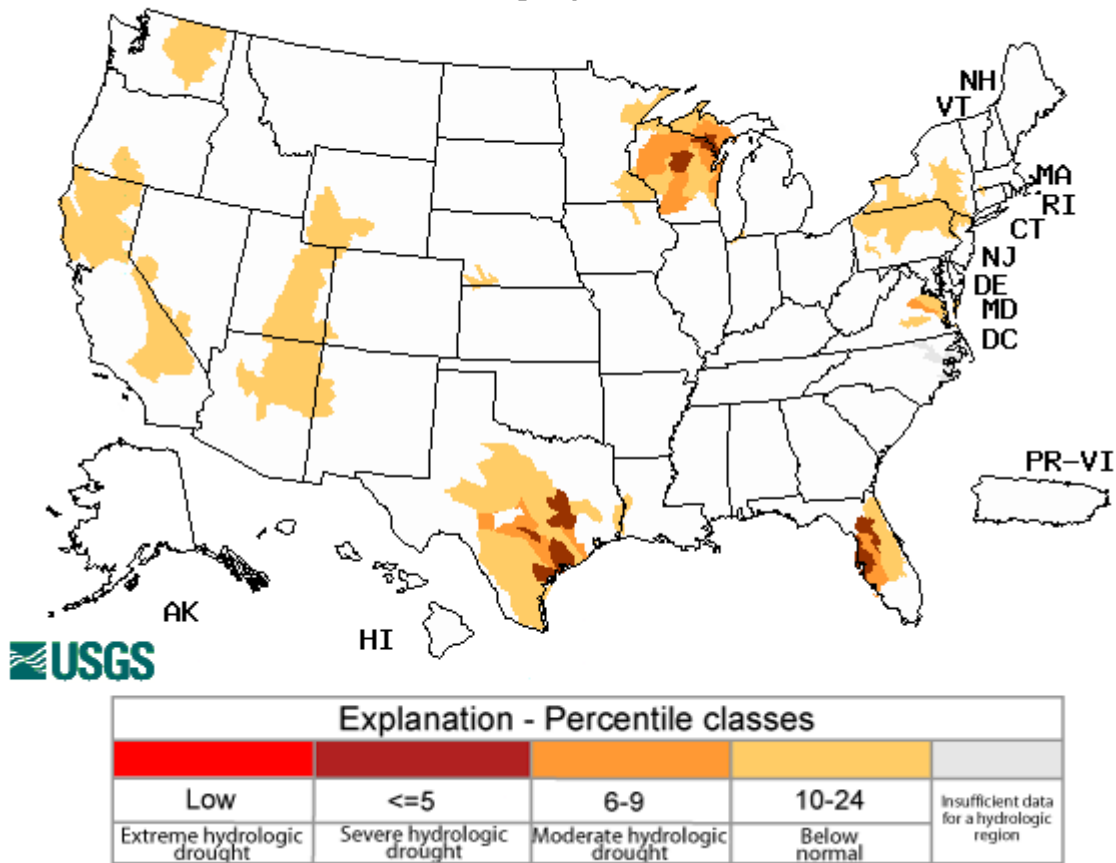 NH
VT
MA
RI
CT
NJ
DE
MD
DC
PR-VI
AK
HI
USGS
Explanation - Percentile classes
Low <=5 6-9 10-24 Insufficient data
for a hydrologic
region
Extreme hydrologic Severe hydrologic Moderate hydrologic Below
drought drought drought normal